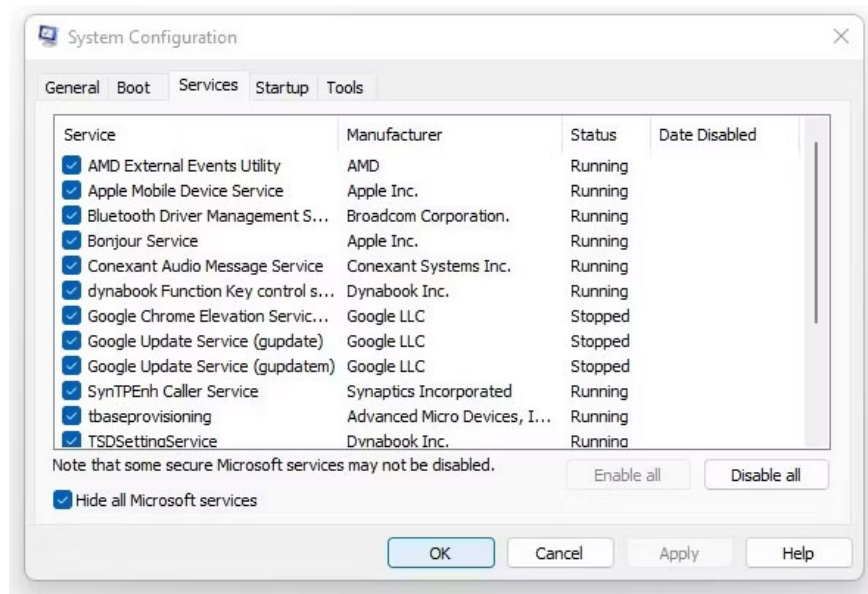 System Configuration
General Boot Services Startup Tools
Service Manufacturer Status Date Disabled
AMD External Events Utility AMD Running
Apple Mobile Device Service Apple Inc. Running
Bluetooth Driver Management S... Broadcom Corporation. Running
Bonjour Service Apple Inc. Running
Conexant Audio Message Service Conexant Systems Inc. Running
dynabook Function Key control s... Dynabook Inc. Running
Google Chrome Elevation Servic... Google LLC Stopped
Google Update Service (gupdate) Google LLC Stopped
Google Update Service (gupdatem) Google LLC Stopped
SynTPEnh Caller Service Synaptics Incorporated Running
tbaseprovisioning Advanced Micro Devices, I... Running
TSDSettingService Dynabook Inc. Running
Note that some secure Microsoft services may not be disabled.
Enable all Disable all
Hide all Microsoft services
OK Cancel Apply Help